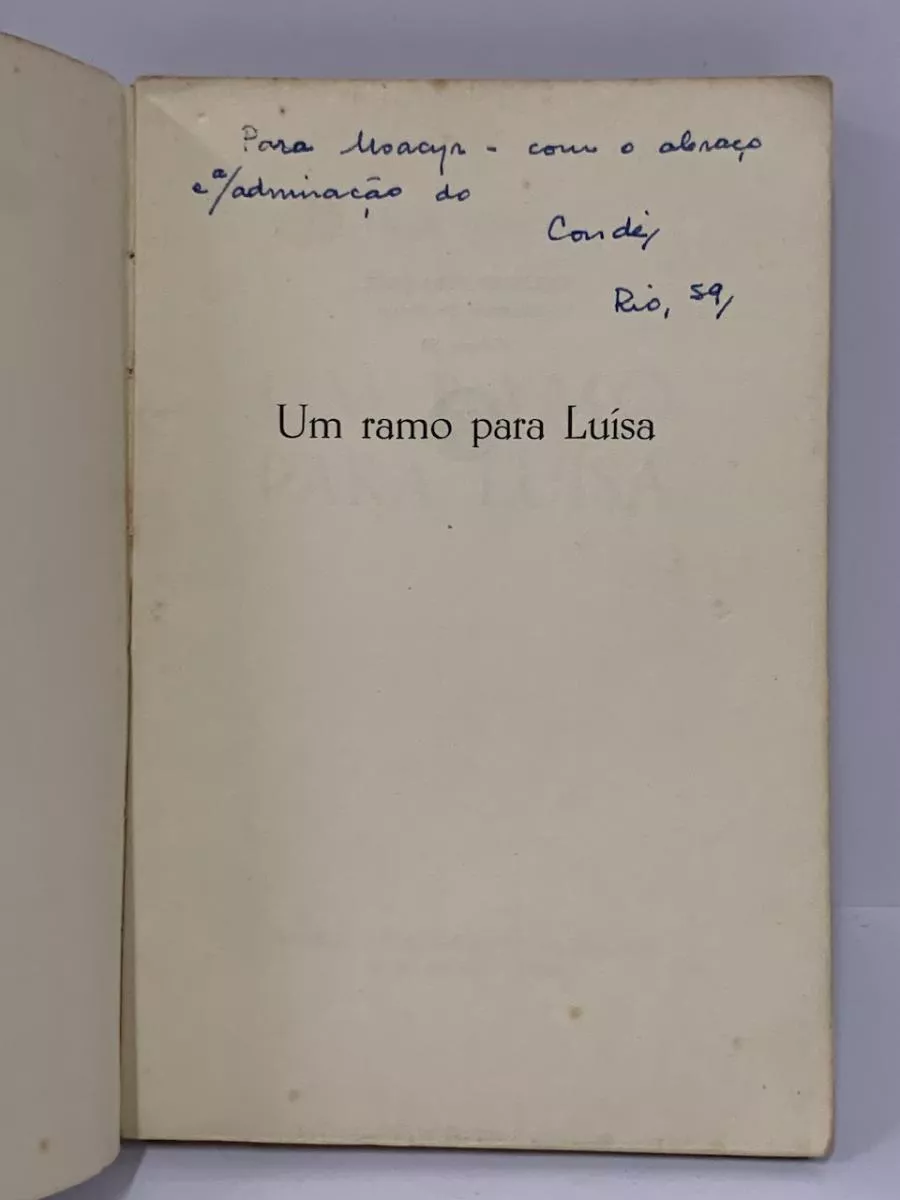 Para Moacyr - com o abraço
e a/admiração do
Condé,
Rio, 59,
Um ramo para Luísa